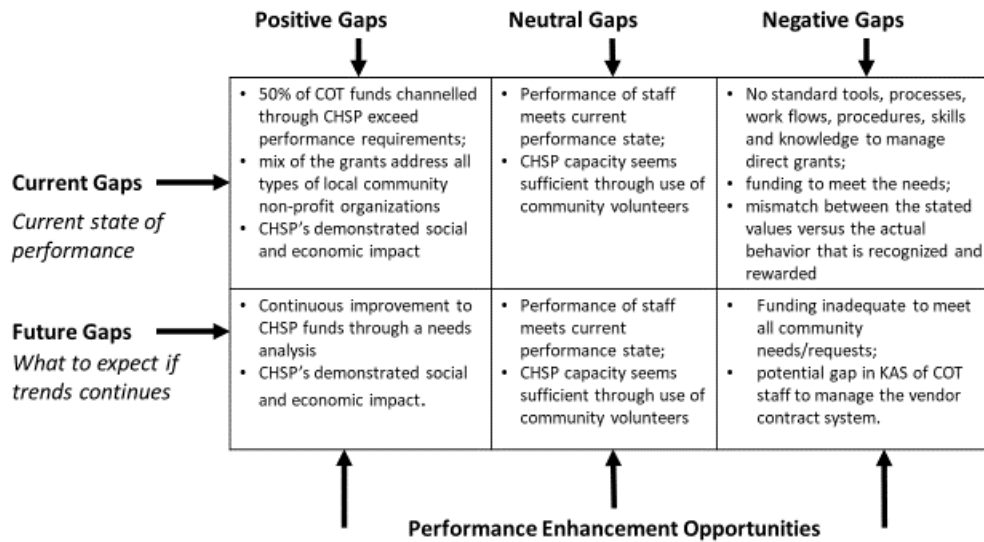 Positive Gaps
Neutral Gaps
Negative Gaps
Current Gaps
Current state of
performance
• 50% of COT funds channelled
through CHSP exceed
performance requirements;
• mix of the grants address all
types of local community
non-profit organizations
• CHSP’s demonstrated social
and economic impact
• Performance of staff
meets current
performance state;
• CHSP capacity seems
sufficient through use of
community volunteers
• No standard tools, processes,
work flows, procedures, skills
and knowledge to manage
direct grants;
• funding to meet the needs;
• mismatch between the stated
values versus the actual
behavior that is recognized and
rewarded
Future Gaps
What to expect if
trends continues
• Continuous improvement to
CHSP funds through a needs
analysis
• CHSP’s demonstrated social
and economic impact.
• Performance of staff
meets current
performance state;
• CHSP capacity seems
sufficient through use of
community volunteers
• Funding inadequate to meet
all community
needs/requests;
• potential gap in KAS of COT
staff to manage the vendor
contract system.
Performance Enhancement Opportunities